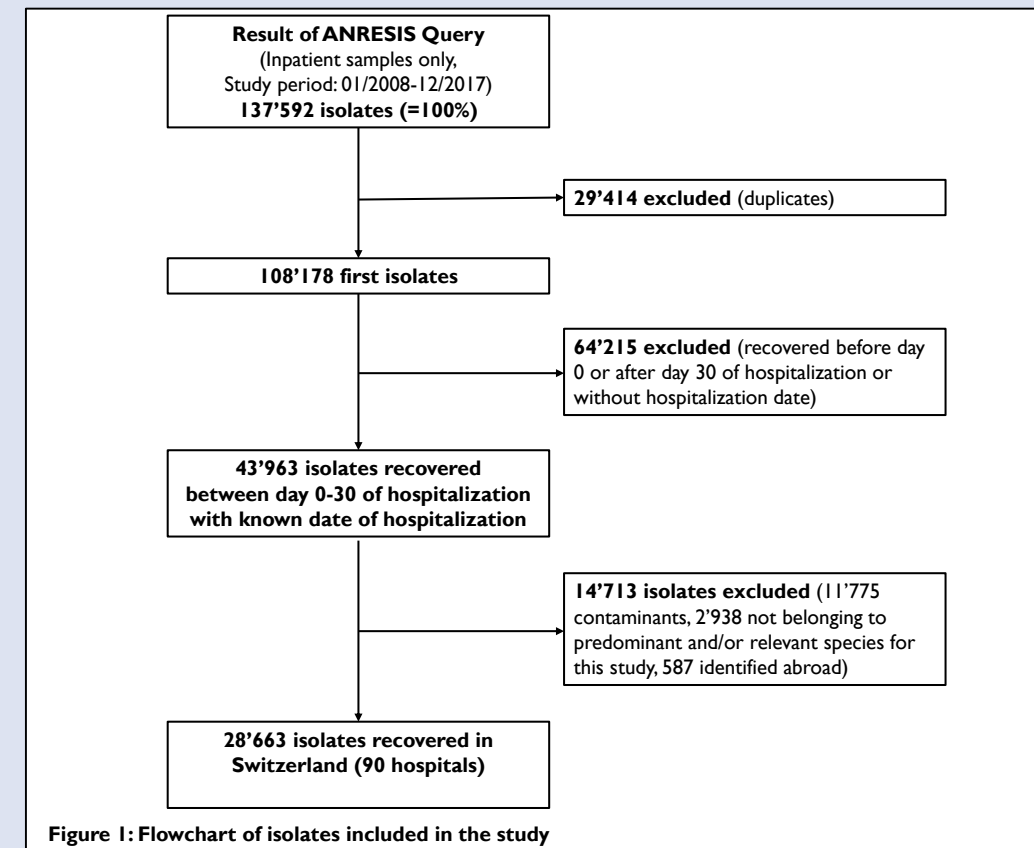 Result of ANRESIS Query
(Inpatient samples only,
Study period: 01/2008-12/2017)
137’592 isolates (=100%)
29’414 excluded (duplicates)
108’178 first isolates
64’215 excluded (recovered before day
0 or after day 30 of hospitalization or
without hospitalization date)
43’963 isolates recovered
between day 0-30 of hospitalization
with known date of hospitalization
14’713 isolates excluded (11’775
contaminants, 2’938 not belonging to
predominant and/or relevant species for
this study, 587 identified abroad)
28’663 isolates recovered in
Switzerland (90 hospitals)
Figure 1: Flowchart of isolates included in the study